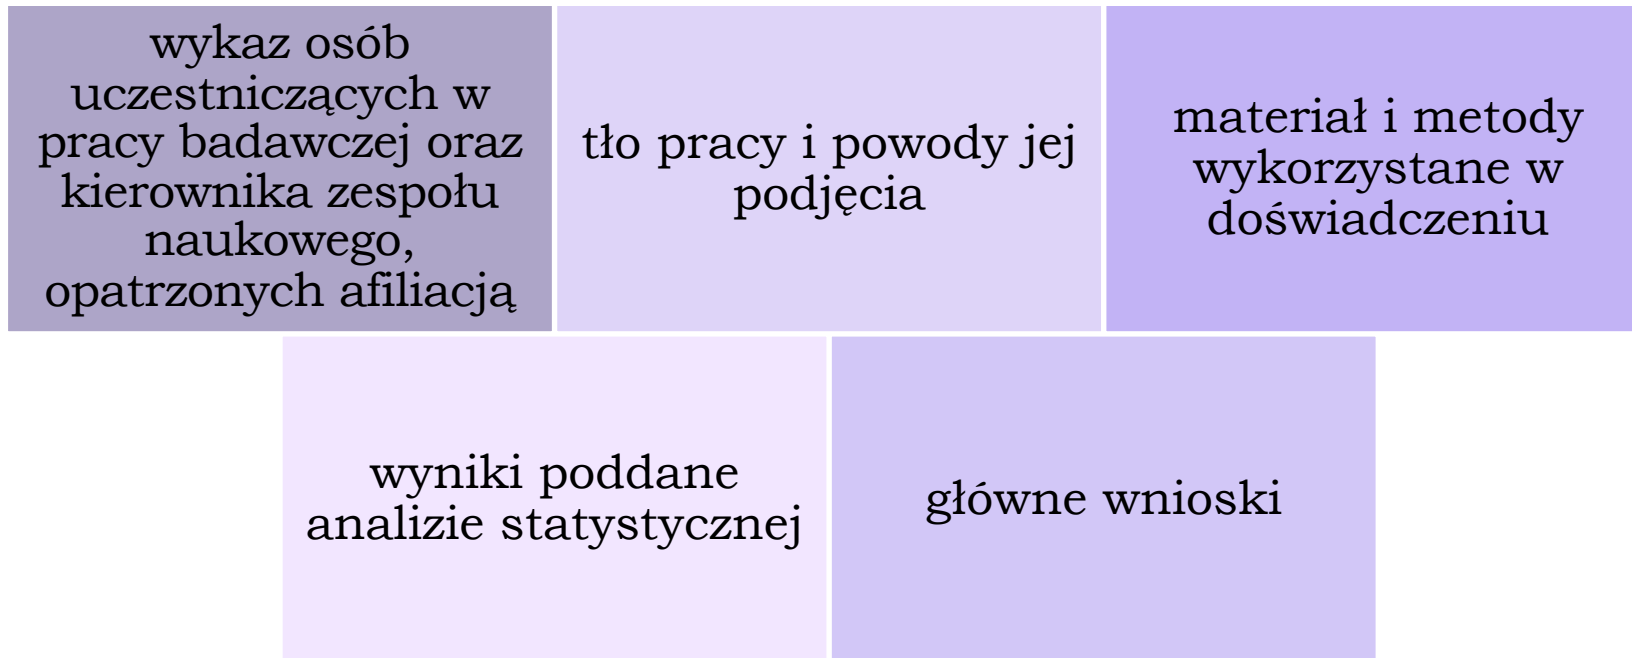 wykaz osób
uczestniczących w
pracy badawczej oraz
kierownika zespołu
naukowego,
opatrzonych afiliacją
tło pracy i powody jej
podjęcia
materiał i metody
wykorzystane w
doświadczeniu
wyniki poddane
analizie statystycznej
główne wnioski